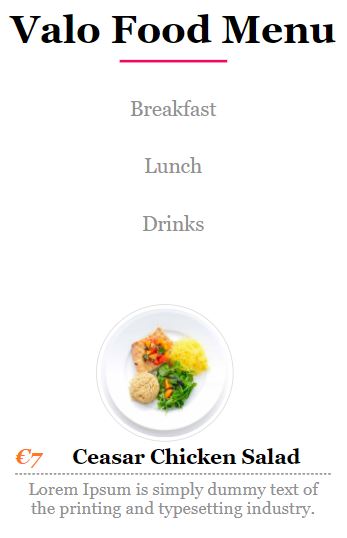 Valo Food Menu
Breakfast
Lunch
Drinks
€7 Ceasar Chicken Salad
Lorem Ipsum is simply dummy text of
the printing and typesetting industry.